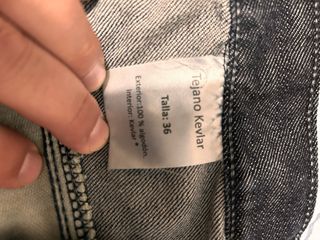 Tejano Kevlar
Talla: 36
Exterior: 100 % algodón.
Interior: Kevlar *